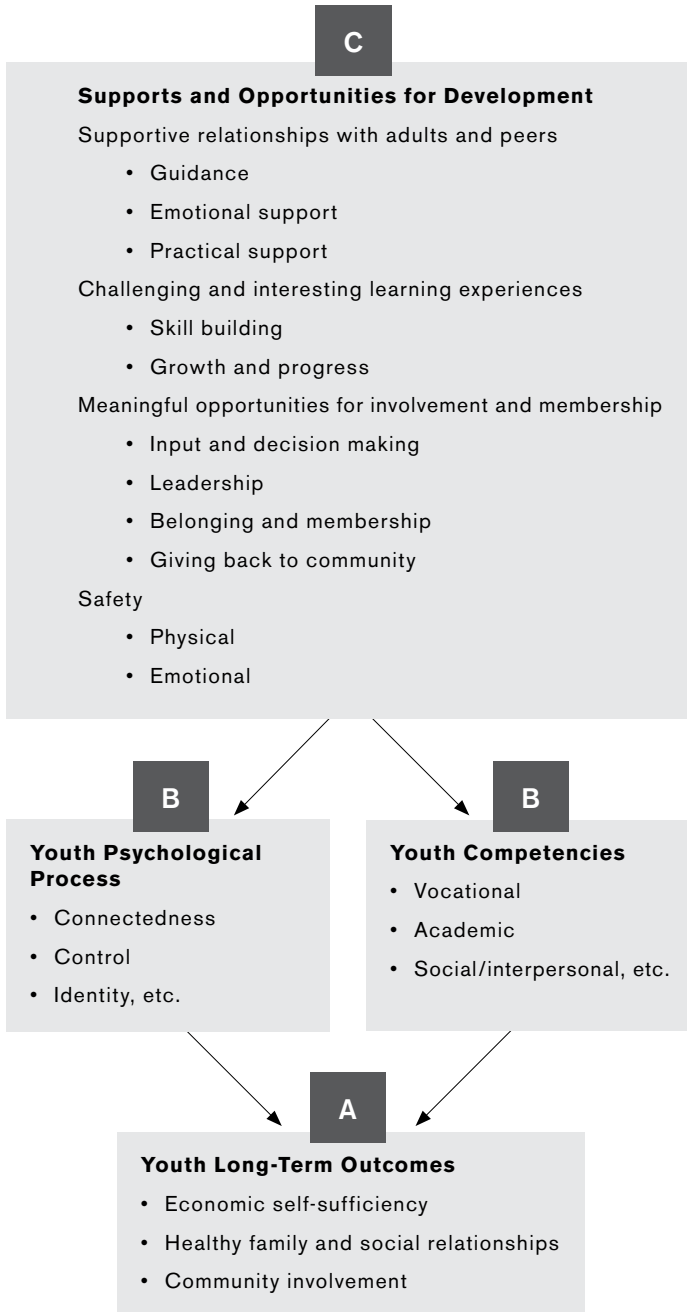 C
Supports and Opportunities for Development
Supportive relationships with adults and peers
• Guidance
• Emotional support
• Practical support
Challenging and interesting learning experiences
• Skill building
• Growth and progress
Meaningful opportunities for involvement and membership
• Input and decision making
• Leadership
• Belonging and membership
• Giving back to community
Safety
• Physical
• Emotional
B
Youth Psychological
Process
• Connectedness
• Control
• Identity, etc.
B
Youth Competencies
• Vocational
• Academic
• Social/interpersonal, etc.
A
Youth Long-Term Outcomes
• Economic self-sufficiency
• Healthy family and social relationships
• Community involvement